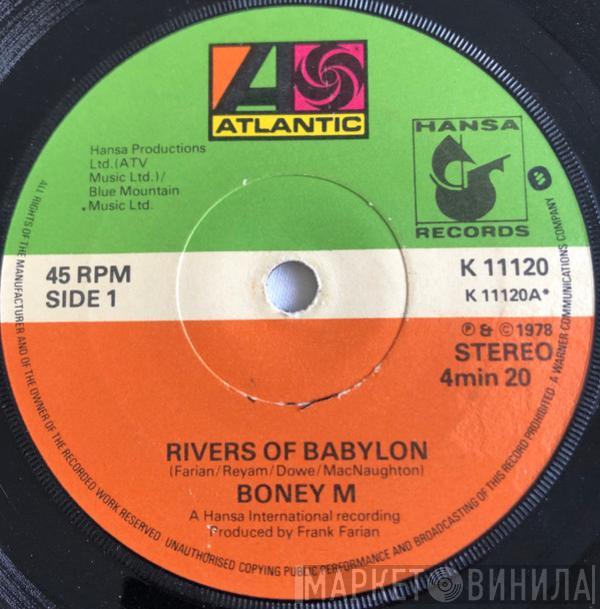 ATLANTIC
Hansa Productions
Ltd.(ATV
Music Ltd.)/
Blue Mountain
Music Ltd.
HANSA
RECORDS
45 RPM
SIDE 1
K 11120
K 11120A*
℗ & © 1978
STEREO
4min 20
RIVERS OF BABYLON
(Farian/Reyam/Dowe/MacNaughton)
BONEY M
A Hansa International recording
Produced by Frank Farian
ALL RIGHTS OF THE MANUFACTURER AND OF THE OWNER OF THE RECORDED WORK RESERVED UNAUTHORISED COPYING PUBLIC PERFORMANCE AND BROADCASTING OF THIS RECORD PROHIBITED A WARNER COMMUNICATIONS COMPANY
МАРКЕТ ВИНИЛА